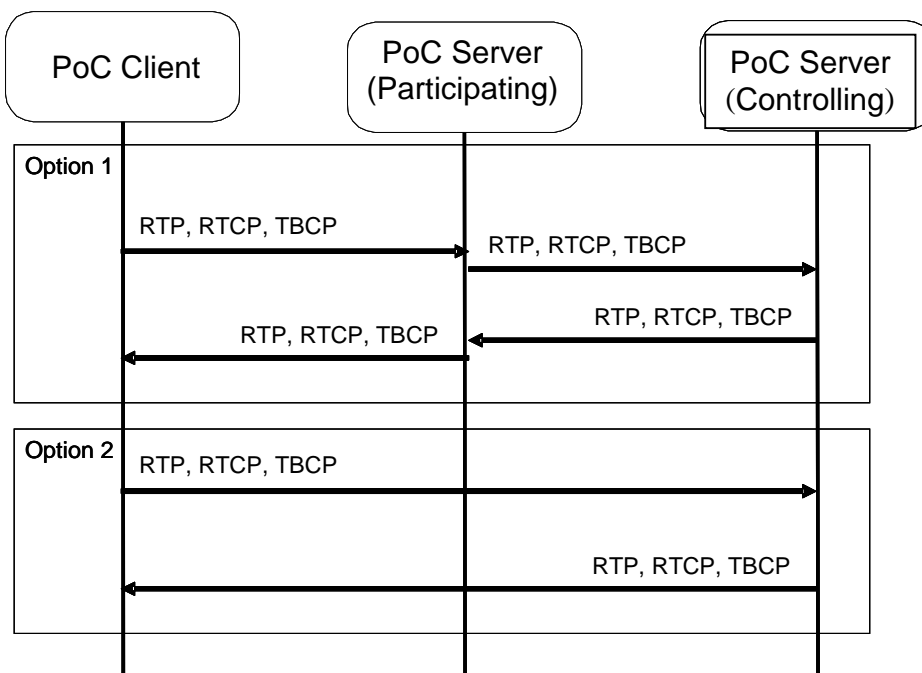 PoC Client
PoC Server
(Participating)
PoC Server
(Controlling)
Option 1
RTP, RTCP, TBCP
RTP, RTCP, TBCP
RTP, RTCP, TBCP
RTP, RTCP, TBCP
Option 2
RTP, RTCP, TBCP
RTP, RTCP, TBCP